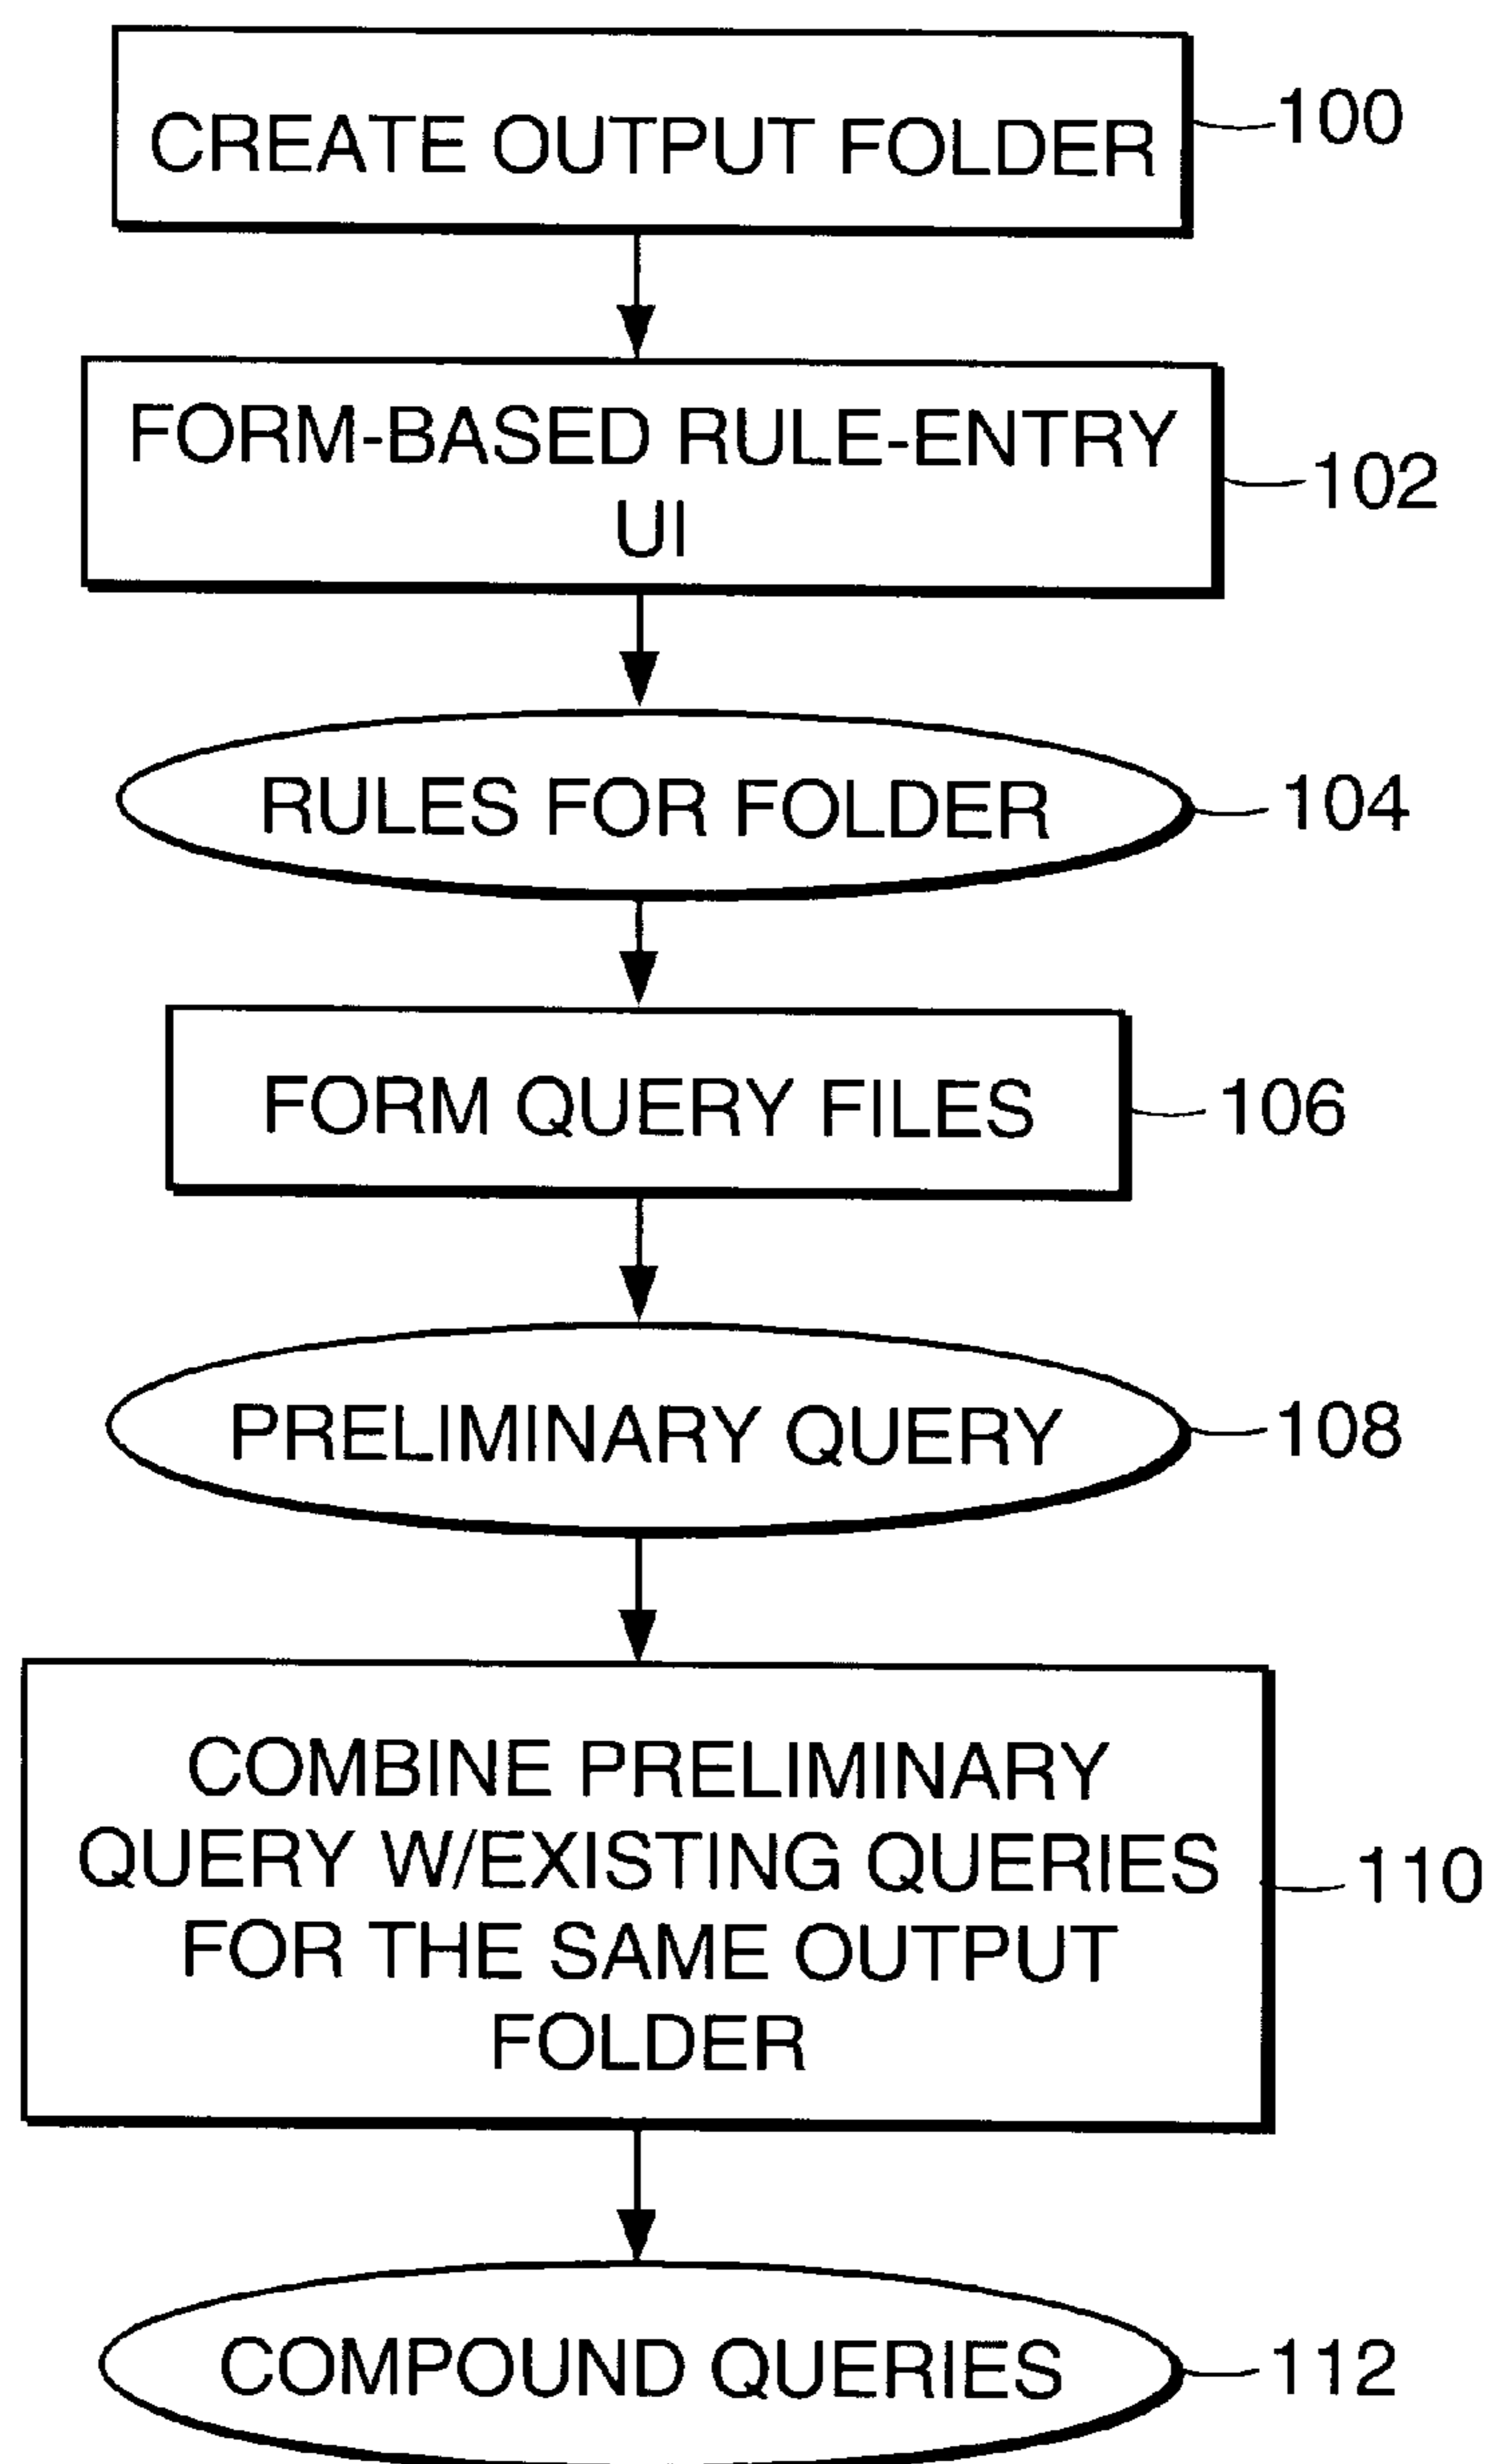 CREATE OUTPUT FOLDER
100
FORM-BASED RULE-ENTRY
UI
102
RULES FOR FOLDER
104
FORM QUERY FILES
106
PRELIMINARY QUERY
108
COMBINE PRELIMINARY
QUERY W/EXISTING QUERIES
FOR THE SAME OUTPUT
FOLDER
110
COMPOUND QUERIES
112